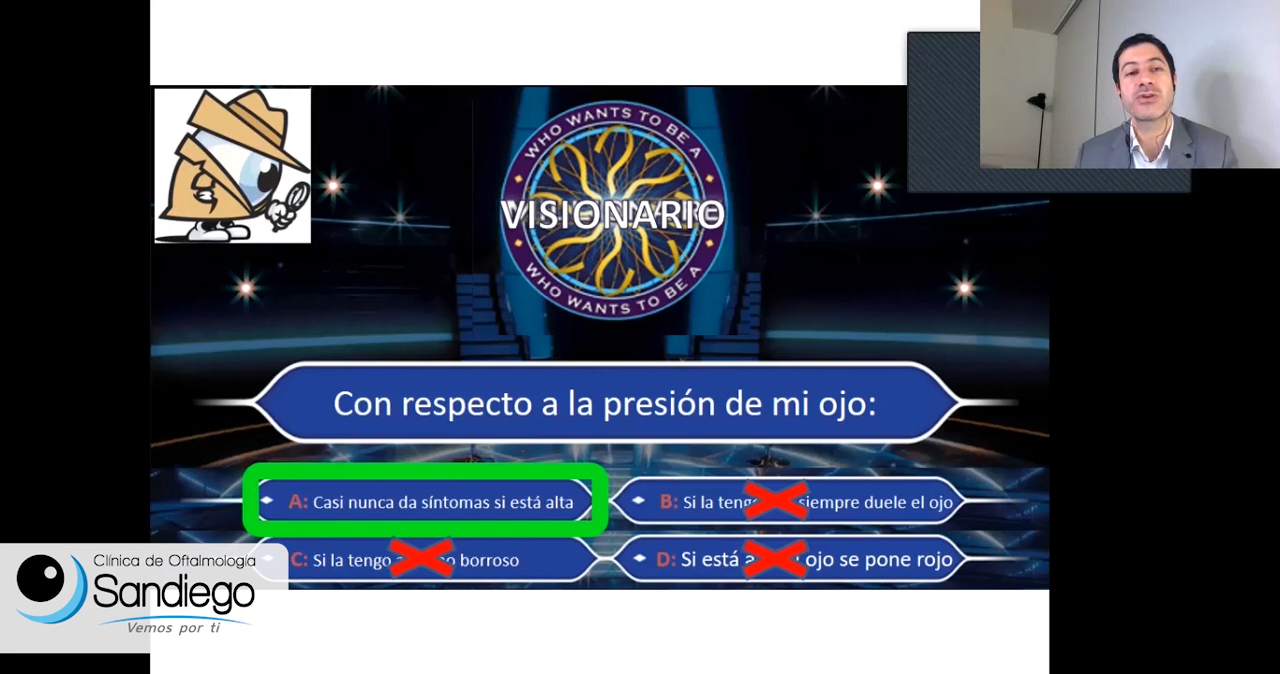 WHO WANTS TO BE A
VISIONARIO
WHO WANTS TO BE A
Con respecto a la presión de mi ojo:
A: Casi nunca da síntomas si está alta
B: Si la teng siempre duele el ojo
C: Si la tengo borroso
D: Si está ojo se pone rojo
Clínica de Oftalmología
Sandiego
Vemos por ti